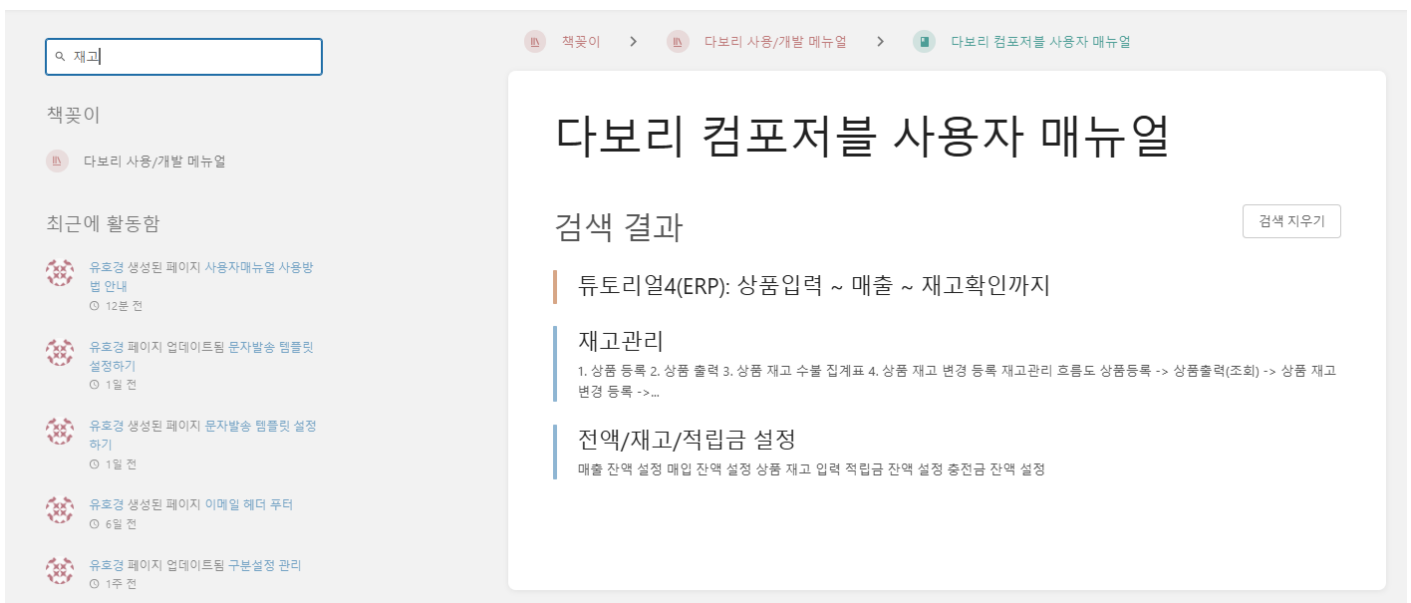 재고
책꽂이
다보리 사용/개발 메뉴얼
최근에 활동함
유호경 생성된 페이지 사용자매뉴얼 사용방
법 안내
12분 전
유호경 페이지 업데이트됨 문자발송 템플릿
설정하기
1일 전
유호경 생성된 페이지 문자발송 템플릿 설정
하기
1일 전
유호경 생성된 페이지 이메일 헤더 푸터
6일 전
유호경 페이지 업데이트됨 구분설정 관리
1주 전
책꽂이 > 다보리 사용/개발 메뉴얼 > 다보리 컴포저블 사용자 매뉴얼
다보리 컴포저블 사용자 매뉴얼
검색 결과
검색 지우기
튜토리얼4(ERP): 상품입력 ~ 매출 ~ 재고확인까지
재고관리
1. 상품 등록 2. 상품 출력 3. 상품 재고 수불 집계표 4. 상품 재고 변경 등록 재고관리 흐름도 상품등록 -> 상품출력(조회) -> 상품 재고
변경 등록 ->...
전액/재고/적립금 설정
매출 잔액 설정 매입 잔액 설정 상품 재고 입력 적립금 잔액 설정 충전금 잔액 설정